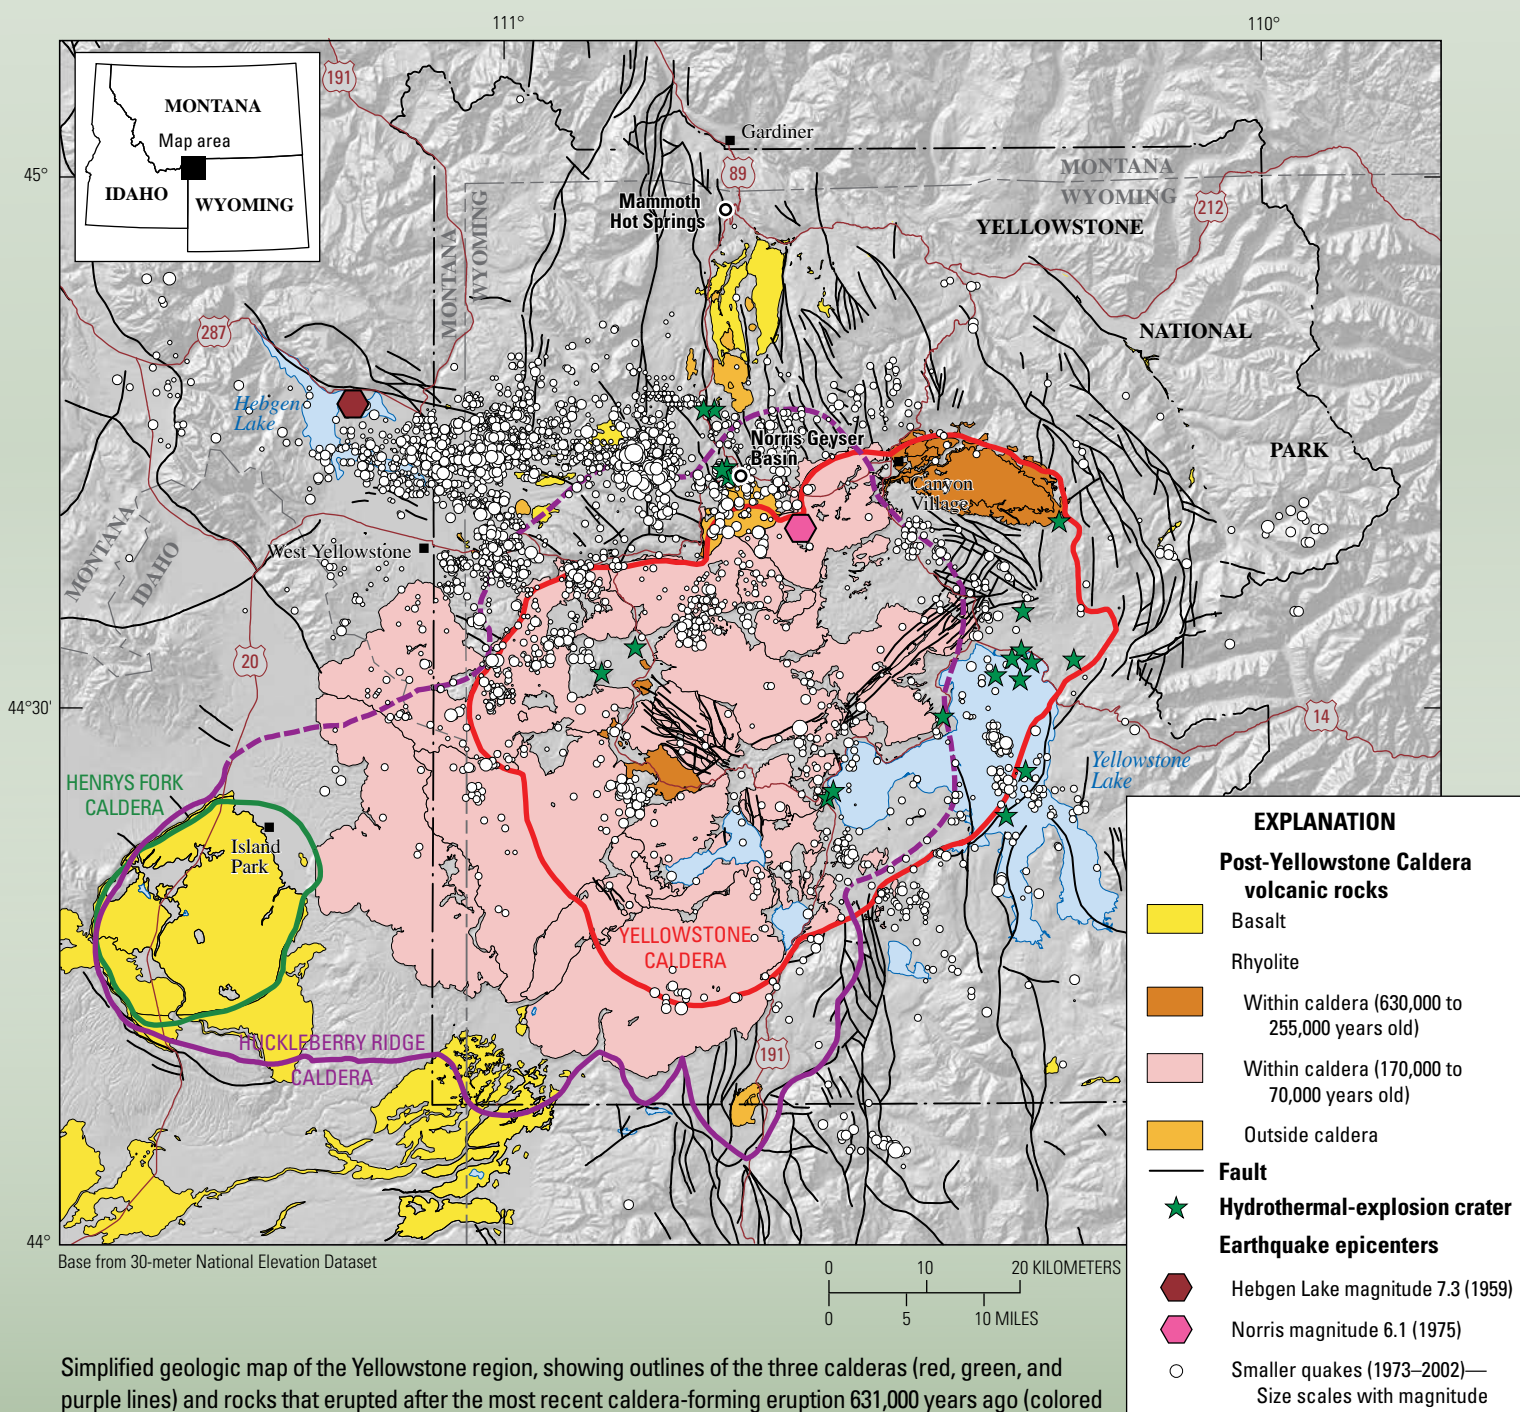 111°
110°
45°
44°30'
44°
MONTANA
Map area
IDAHO
WYOMING
191
Gardiner
89
MONTANA
WYOMING
212
Mammoth
Hot Springs
YELLOWSTONE
MONTANA
WYOMING
287
NATIONAL
Hebgen
Lake
Norris Geyser
Basin
PARK
Canyon
Village
MONTANA
IDAHO
West Yellowstone
20
14
Yellowstone
Lake
HENRYS FORK
CALDERA
Island
Park
YELLOWSTONE
CALDERA
HUCKLEBERRY RIDGE
CALDERA
191
EXPLANATION
Post-Yellowstone Caldera
volcanic rocks
Basalt
Rhyolite
Within caldera (630,000 to
255,000 years old)
Within caldera (170,000 to
70,000 years old)
Outside caldera
Fault
Hydrothermal-explosion crater
Earthquake epicenters
Hebgen Lake magnitude 7.3 (1959)
Norris magnitude 6.1 (1975)
Smaller quakes (1973–2002)—
Size scales with magnitude
Base from 30-meter National Elevation Dataset
0 10 20 KILOMETERS
0 5 10 MILES
Simplified geologic map of the Yellowstone region, showing outlines of the three calderas (red, green, and
purple lines) and rocks that erupted after the most recent caldera-forming eruption 631,000 years ago (colored